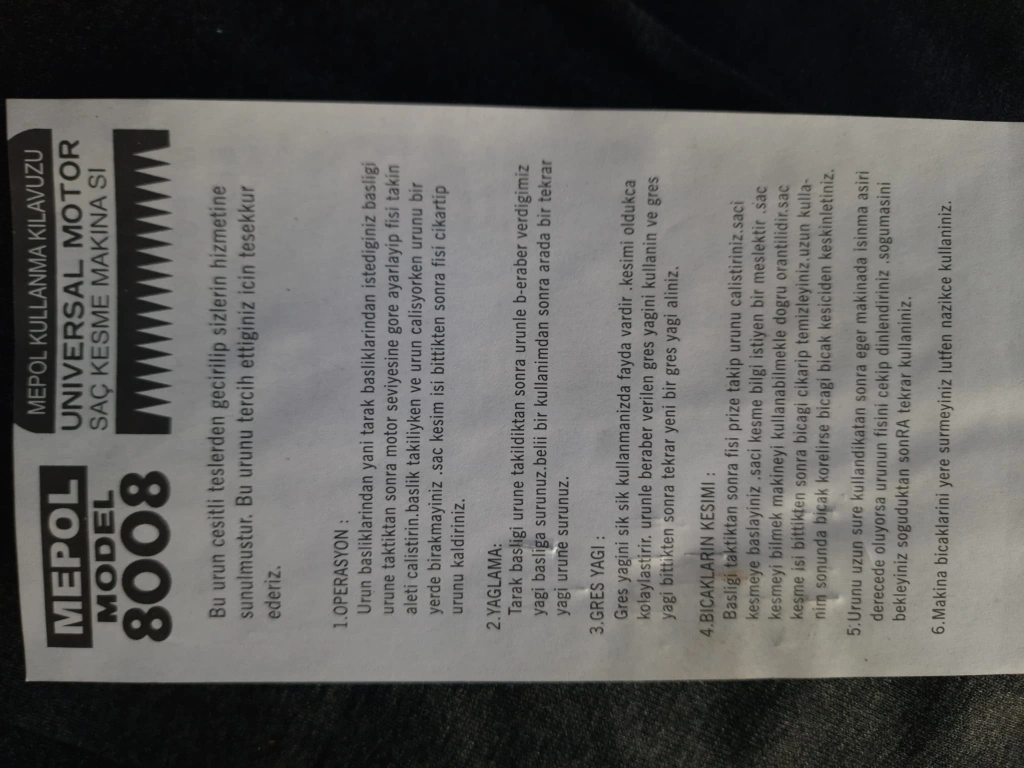 MEPOL
MODEL
8008
MEPOL KULLANMA KILAVUZU
UNIVERSAL MOTOR
SAÇ KESME MAKINA SI
Bu urun cesitli teslerden gecirilip sizlerin hizmetine
sunulmustur. Bu urunu tercih ettiginiz icin tesekkur
ederiz.
1.OPERASYON :
Urun basliklarindan yani tarak basliklarindan istediginiz basligi
urune taktiktan sonra motor seviyesine gore ayarlayip fisi takin
aleti calistirin.baslik takiliyken ve urun calisyorken urunu bir
yerde birakmayiniz .sac kesim isi bittikten sonra fisi cikartip
urunu kaldiriniz.
2.YAGLAMA:
Tarak basligi urune takildiktan sonra urunle b-eraber verdigimiz
yagi basliga surunuz.belii bir kullanimdan sonra arada bir tekrar
yagi urune surunuz.
3.GRES YAGI :
Gres yagini sik sik kullanmanizda fayda vardir .kesimi oldukca
kolaylastirir. urunle beraber verilen gres yagini kullanin ve gres
yagi bittikten sonra tekrar yeni bir gres yagi aliniz.
4.BICAKLARIN KESIMI :
Basligi taktiktan sonra fisi prize takip urunu calistiriniz.saci
kesmeye baslayiniz .saci kesme bilgi istiyen bir meslektir .sac
kesmeyi bilmek makineyi kullanabilmekle dogru orantilidir.sac
kesme isi bittikten sonra bicagi cikarip temizleyiniz.uzun kulla-
nim sonunda bicak korelirse bicagi bicak kesiciden keskinletiniz.
5.Urunu uzun sure kullandikatan sonra eger makinada isinma asiri
derecede oluyorsa urunun fisini cekip dinlendiriniz .sogumasini
bekleyiniz soguduktan sonRA tekrar kullaniniz.
6.Makina bicaklarini yere surmeyiniz lutfen nazikce kullaniniz.